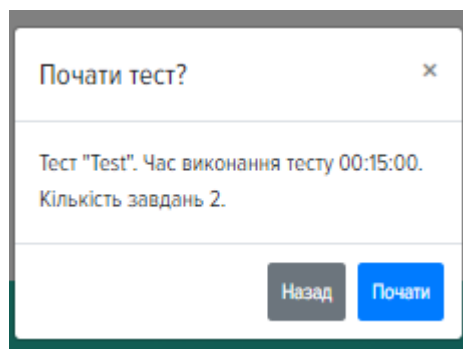 Почати тест?
×
Тест "Test". Час виконання тесту 00:15:00.
Кількість завдань 2.
Назад Почати